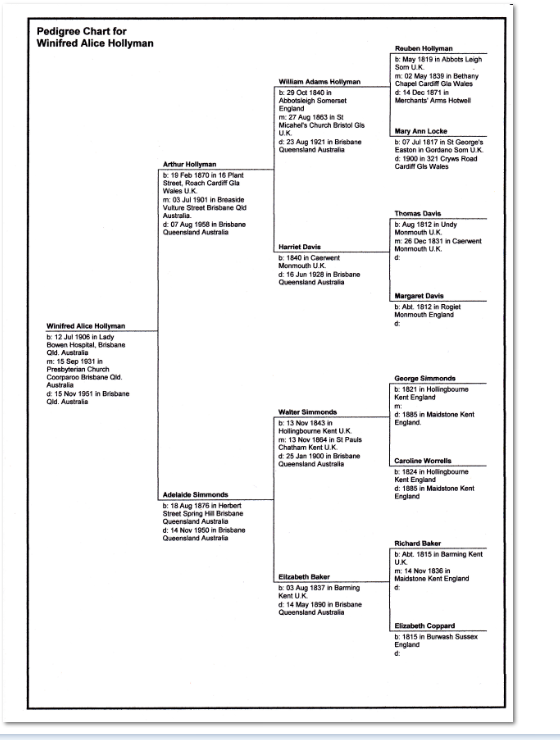 Pedigree Chart for
Winifred Alice Hollyman
Reuben Hollyman
b: May 1819 in Abbots Leigh
Som U.K.
m: 02 May 1839 in Bethany
Chapel Cardiff Gla Wales
d: 14 Dec 1871 in
Merchants' Arms Hotwell
William Adams Hollyman
b: 29 Oct 1840 in
Abbotsleigh Somerset
England
m: 27 Aug 1863 in St
Micahel's Church Bristol Gls
U.K.
d: 23 Aug 1921 in Brisbane
Queensland Australia
Mary Ann Locke
b: 07 Jul 1817 in St George's
Easton in Gordano Som U.K.
d: 1900 in 321 Cryws Road
Cardiff Gls Wales
Arthur Hollyman
b: 19 Feb 1870 in 16 Plant
Street, Roach Cardiff Gla
Wales U.K.
m: 03 Jul 1901 in Breaside
Vulture Street Brisbane Qld
Australia.
d: 07 Aug 1958 in Brisbane
Queensland Australia
Thomas Davis
b: Aug 1812 in Undy
Monmouth U.K.
m: 26 Dec 1831 in Caerwent
Monmouth U.K.
d:
Harriet Davis
b: 1840 in Caerwent
Monmouth U.K.
d: 16 Jun 1928 in Brisbane
Queensland Australia
Margaret Davis
b: Abt. 1812 in Rogiet
Monmouth England
d:
Winifred Alice Hollyman
b: 12 Jul 1906 in Lady
Bowen Hospital, Brisbane
Qld. Australia
m: 15 Sep 1931 in
Presbyterian Church
Coorparoo Brisbane Qld.
Australia
d: 15 Nov 1951 in Brisbane
Qld. Australia
George Simmonds
b: 1821 in Hollingbourne
Kent England
m:
d: 1885 in Maidstone Kent
England.
Walter Simmonds
b: 13 Nov 1843 in
Hollingbourne Kent U.K.
m: 13 Nov 1864 in St Pauls
Chatham Kent U.K.
d: 25 Jan 1900 in Brisbane
Queensland Australia
Caroline Worrells
b: 1824 in Hollingbourne
Kent England
d: 1885 in Maidstone Kent
England
Adelaide Simmonds
b: 18 Aug 1876 in Herbert
Street Spring Hill Brisbane
Queensland Australia
d: 14 Nov 1950 in Brisbane
Queensland Australia
Richard Baker
b: Abt. 1815 in Barming Kent
U.K.
m: 14 Nov 1836 in
Maidstone Kent England
d:
Elizabeth Baker
b: 03 Aug 1837 in Barming
Kent U.K.
d: 14 May 1890 in Brisbane
Queensland Australia
Elizabeth Coppard
b: 1815 in Burwash Sussex
England
d: